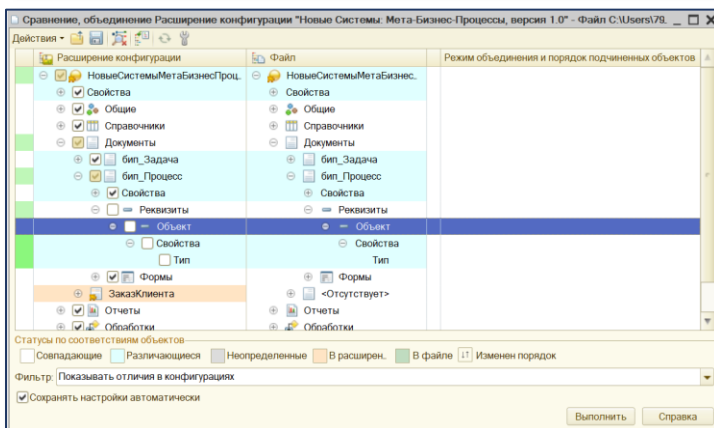 Сравнение, объединение Расширение конфигурации "Новые Системы: Мета-Бизнес-Процессы, версия 1.0" - Файл C:\Users\79.
Действия
Расширение конфигурации Файл Режим объединения и порядок подчиненных объектов
НовыеСистемыМетаБизнесПроц. НовыеСистемыМетаБизнес..
Свойства Свойства
Общие Общие
Справочники Справочники
Документы Документы
бип_Задача бип_Задача
бип_Процесс бип_Процесс
Свойства Свойства
Реквизиты Реквизиты
Объект Объект
Свойства Свойства
Тип Тип
Формы Формы
ЗаказКлиента <Отсутствует>
Отчеты Отчеты
Обработки Обработки
Статусы по соответствиям объектов
Совпадающие Различающиеся Неопределенные В расширен.. В файле Изменен порядок
Фильтр: Показывать отличия в конфигурациях
Сохранять настройки автоматически
Выполнить Справка